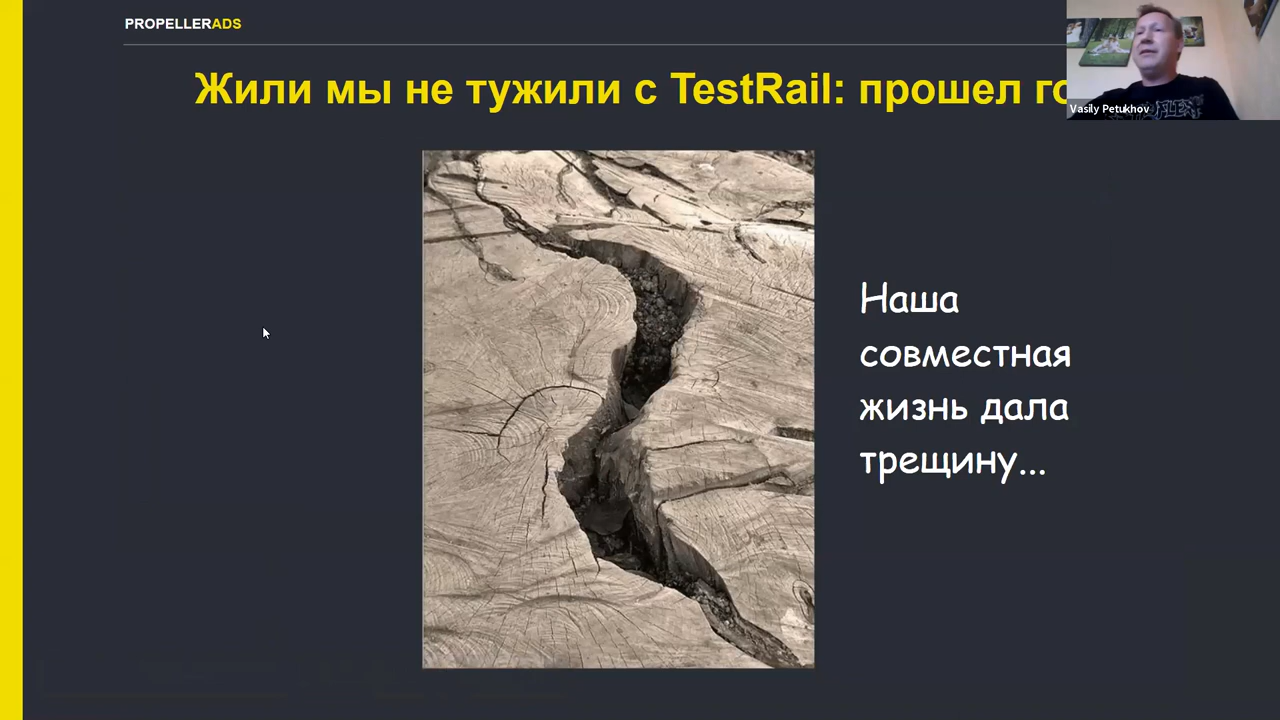 PROPELLERADS
Жили мы не тужили с TestRail: прошел го
Vasily Petukhov
Наша
совместная
жизнь дала
трещину...